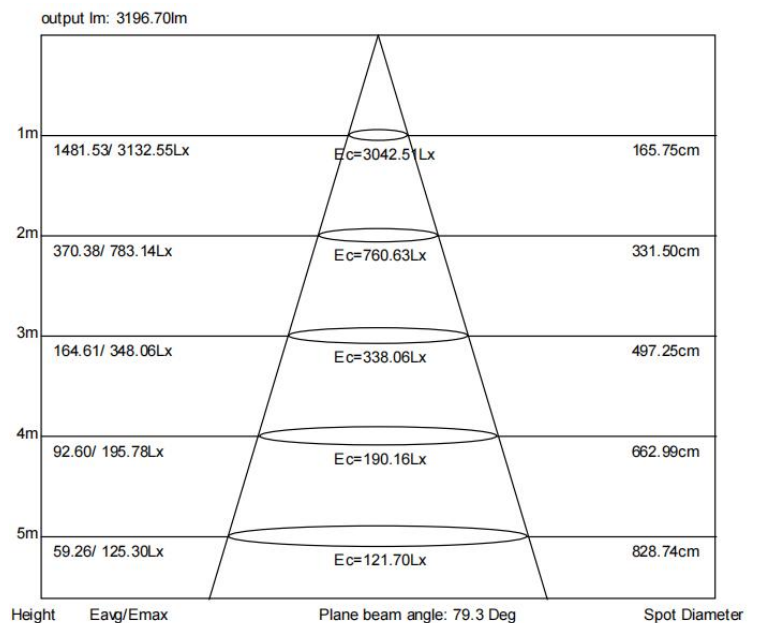 output lm: 3196.70lm
1m
1481.53/ 3132.55Lx
Ec=3042.51Lx
165.75cm
2m
370.38/ 783.14Lx
Ec=760.63Lx
331.50cm
3m
164.61/ 348.06Lx
Ec=338.06Lx
497.25cm
4m
92.60/ 195.78Lx
Ec=190.16Lx
662.99cm
5m
59.26/ 125.30Lx
Ec=121.70Lx
828.74cm
Height Eavg/Emax Plane beam angle: 79.3 Deg Spot Diameter